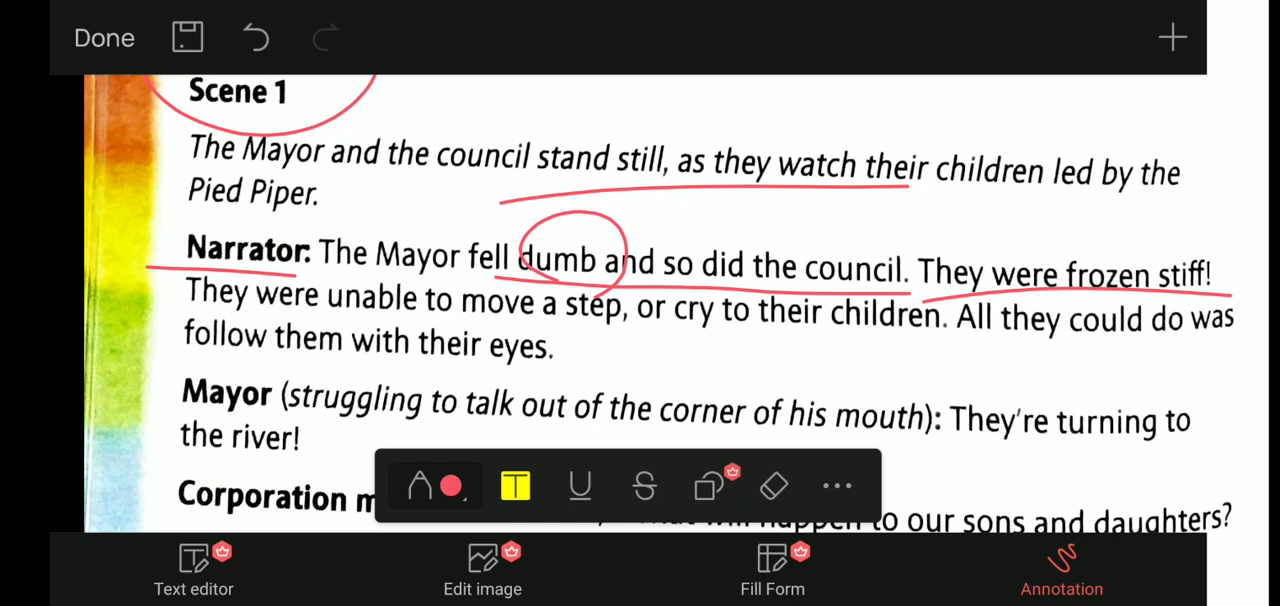 Done
Scene 1
The Mayor and the council stand still, as they watch their children led by the
Pied Piper.
Narrator: The Mayor fell dumb and so did the council. They were frozen stiff!
They were unable to move a step, or cry to their children. All they could do was
follow them with their eyes.
Mayor (struggling to talk out of the corner of his mouth): They're turning to
the river!
Corporation to our sons and daughters?
Text editor
Edit image
Fill Form
Annotation